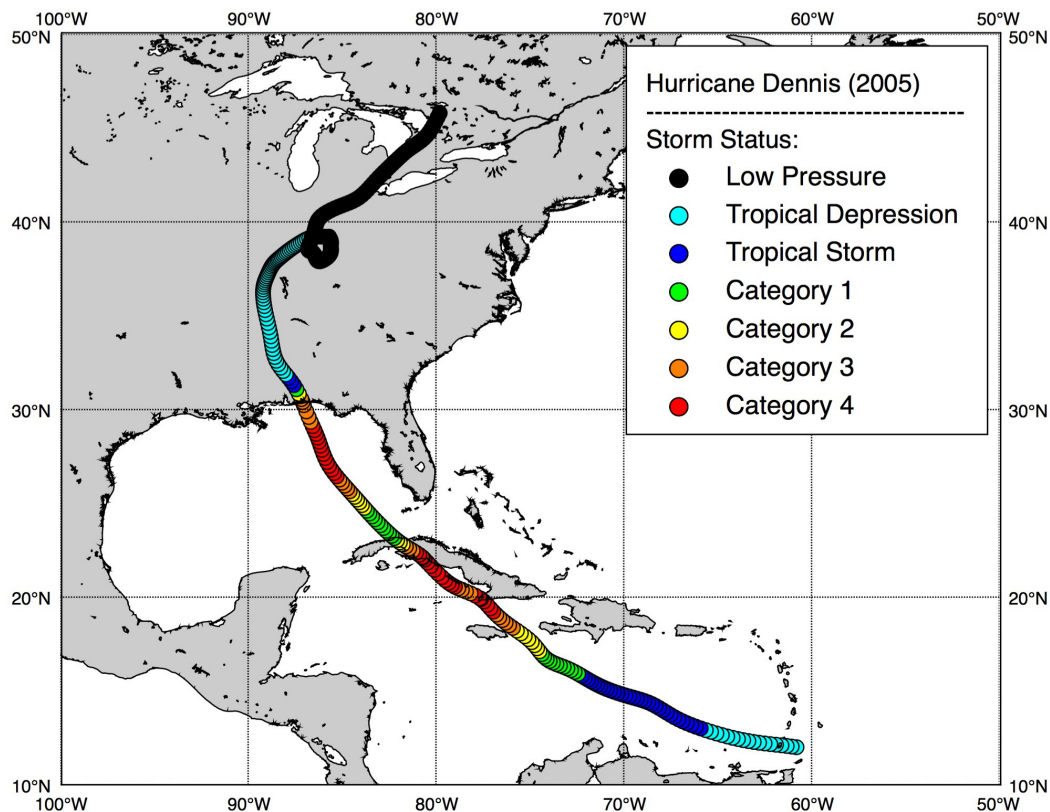 100°W 90°W 80°W 70°W 60°W 50°W
50°N 50°N
Hurricane Dennis (2005)
------------------------------------
Storm Status:
Low Pressure
Tropical Depression
40°N 40°N
Tropical Storm
Category 1
Category 2
Category 3
Category 4
30°N 30°N
20°N 20°N
10°N 10°N
100°W 90°W 80°W 70°W 60°W 50°W